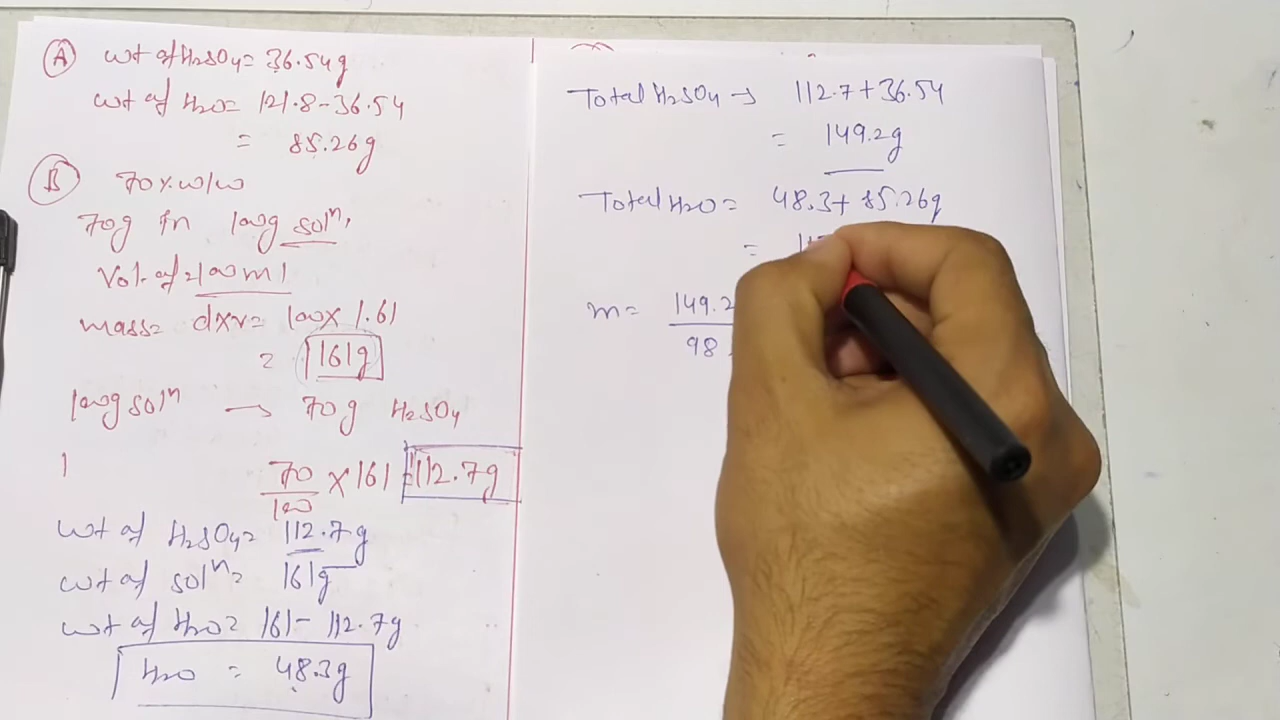 A wt of H2SO4 = 36.54g
wt of H2O = 121.8-36.54
= 85.26g
B 70%w/w
70g in 100g solⁿ,
Vol. of = 100ml
mass = d×v = 100×1.61
= 161g
100g solⁿ → 70g H2SO4
1 70/100 ×161 = 112.7g
wt of H2SO4 = 112.7g
wt of solⁿ = 161g
wt of H2O = 161-112.7g
H2O = 48.3g
Total H2SO4 → 112.7+36.54
= 149.2g
Total H2O = 48.3+85.26g
=
m = 149.2
98